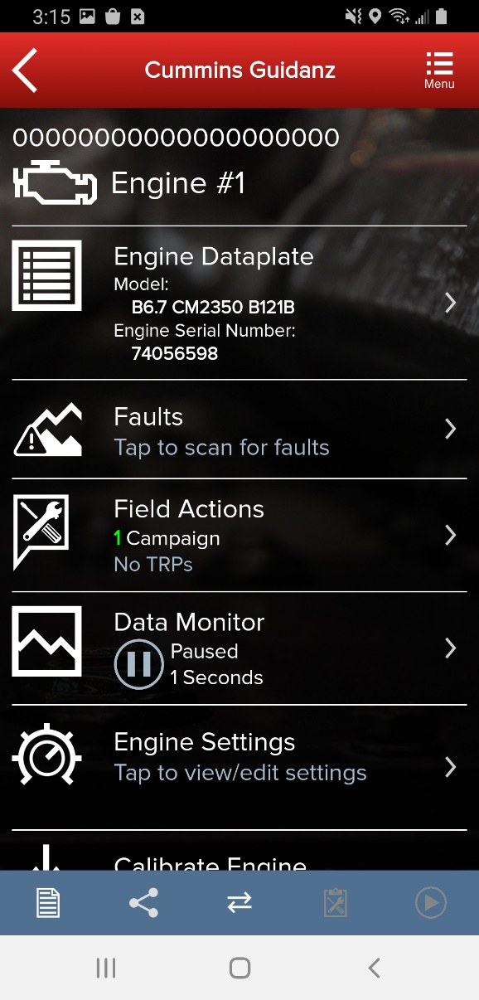 3:15
Cummins Guidanz
Menu
00000000000000000000
Engine #1
Engine Dataplate
Model:
B6.7 CM2350 B121B
Engine Serial Number:
74056598
Faults
Tap to scan for faults
Field Actions
1 Campaign
No TRPs
Data Monitor
Paused
1 Seconds
Engine Settings
Tap to view/edit settings
Calibrate Engine